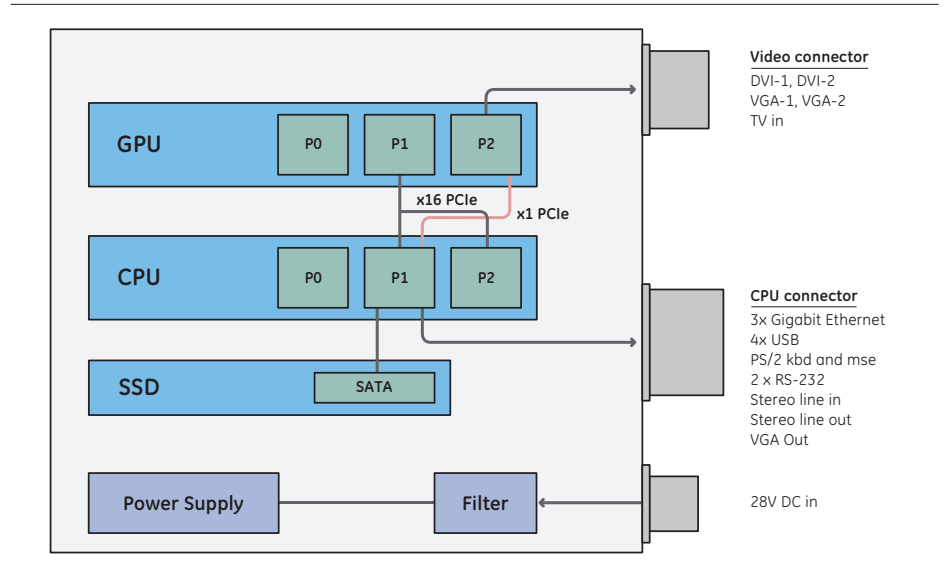 Video connector
DVI-1, DVI-2
VGA-1, VGA-2
TV in
GPU
P0
P1
P2
x16 PCIe
x1 PCIe
CPU
P0
P1
P2
CPU connector
3x Gigabit Ethernet
4x USB
PS/2 kbd and mse
2 x RS-232
Stereo line in
Stereo line out
VGA Out
SSD
SATA
Power Supply
Filter
28V DC in